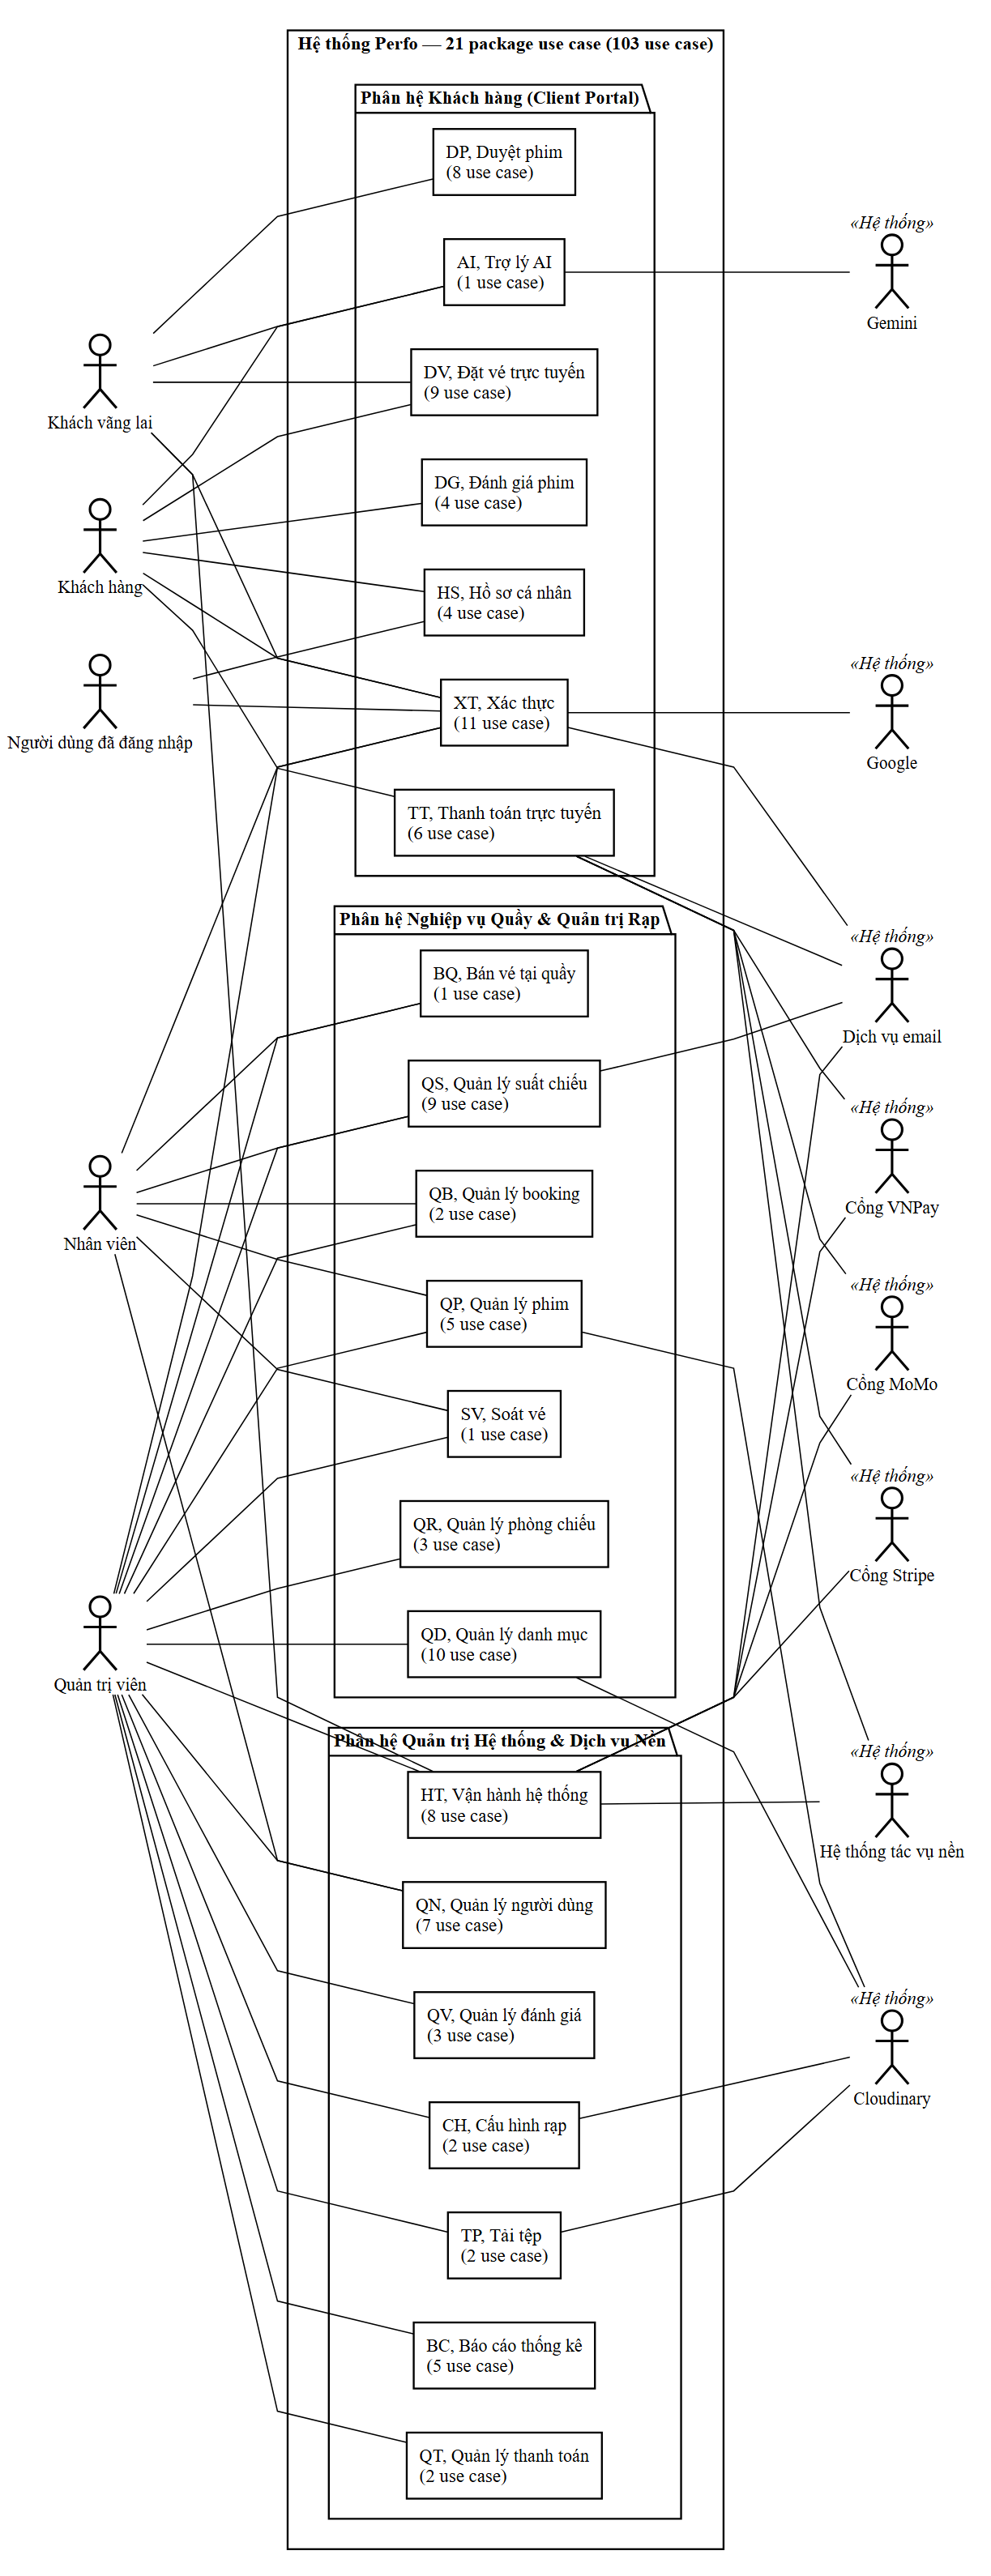 Hệ thống Perfo — 21 package use case (103 use case)
Phân hệ Khách hàng (Client Portal)
DP, Duyệt phim
(8 use case)
AI, Trợ lý AI
(1 use case)
DV, Đặt vé trực tuyến
(9 use case)
DG, Đánh giá phim
(4 use case)
HS, Hồ sơ cá nhân
(4 use case)
XT, Xác thực
(11 use case)
TT, Thanh toán trực tuyến
(6 use case)
Phân hệ Nghiệp vụ Quầy & Quản trị Rạp
BQ, Bán vé tại quầy
(1 use case)
QS, Quản lý suất chiếu
(9 use case)
QB, Quản lý booking
(2 use case)
QP, Quản lý phim
(5 use case)
SV, Soát vé
(1 use case)
QR, Quản lý phòng chiếu
(3 use case)
QD, Quản lý danh mục
(10 use case)
Phân hệ Quản trị Hệ thống & Dịch vụ Nền
HT, Vận hành hệ thống
(8 use case)
QN, Quản lý người dùng
(7 use case)
QV, Quản lý đánh giá
(3 use case)
CH, Cấu hình rạp
(2 use case)
TP, Tải tệp
(2 use case)
BC, Báo cáo thống kê
(5 use case)
QT, Quản lý thanh toán
(2 use case)
Khách vãng lai
Khách hàng
Người dùng đã đăng nhập
Nhân viên
Quản trị viên
«Hệ thống»
Gemini
«Hệ thống»
Google
«Hệ thống»
Dịch vụ email
«Hệ thống»
Cổng VNPay
«Hệ thống»
Cổng MoMo
«Hệ thống»
Cổng Stripe
«Hệ thống»
Hệ thống tác vụ nền
«Hệ thống»
Cloudinary